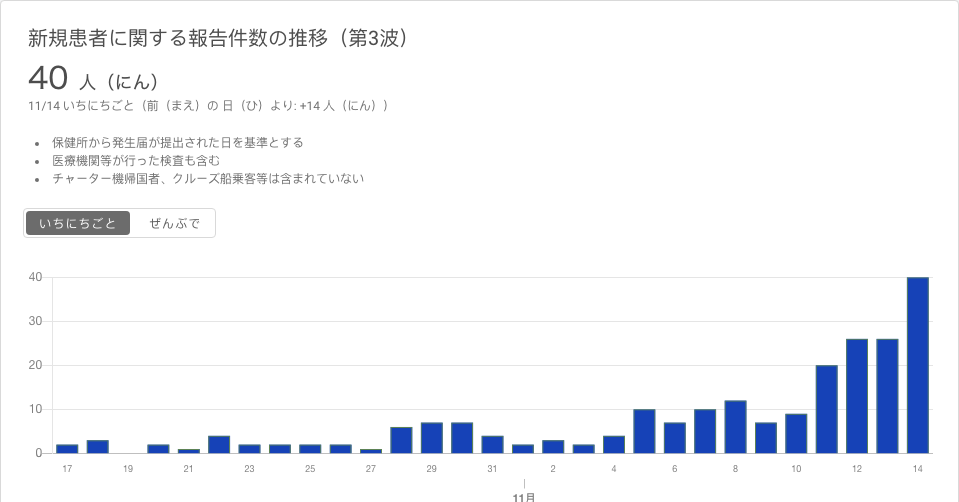 新規患者に関する報告件数の推移（第3波）
40 人（にん）
11/14 いちにちごと（前（まえ）の 日（ひ）より: +14 人（にん））
• 保健所から発生届が提出された日を基準とする
• 医療機関等が行った検査も含む
• チャーター機帰国者、クルーズ船乗客等は含まれていない
いちにちごと ぜんぶで
40
30
20
10
0
17 19 21 23 25 27 29 31 2 4 6 8 10 12 14
11月